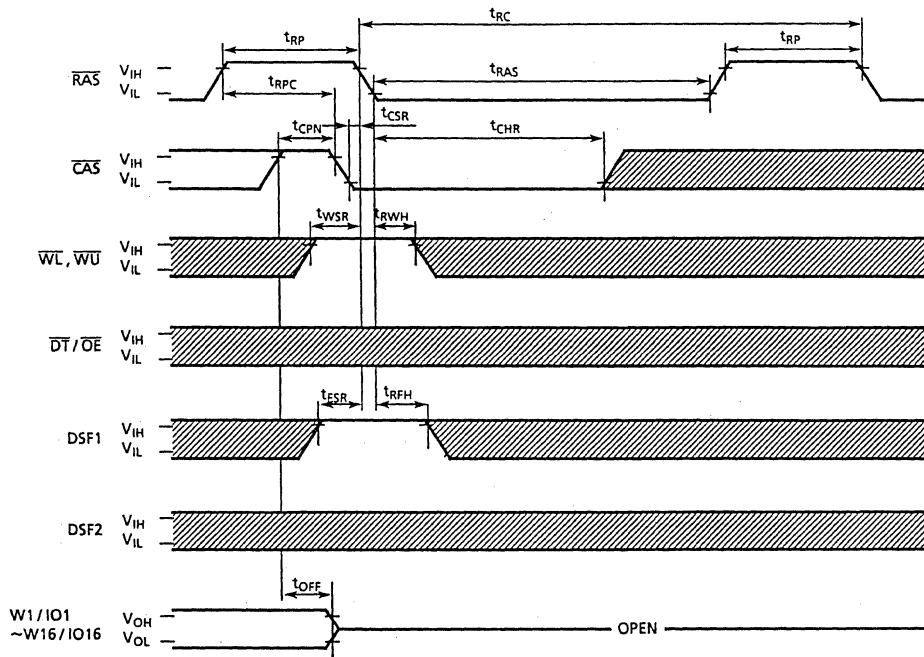 tRC
tRP
tRP
RAS
VIH
VIL
tRPC
tRAS
tCSR
tCPN
tCHR
CAS
VIH
VIL
tWSR
tRWH
WL , WU
VIH
VIL
DT / OE
VIH
VIL
tFSR
tRFH
DSF1
VIH
VIL
DSF2
VIH
VIL
tOFF
W1 / IO1
~W16 / IO16
VOH
VOL
OPEN